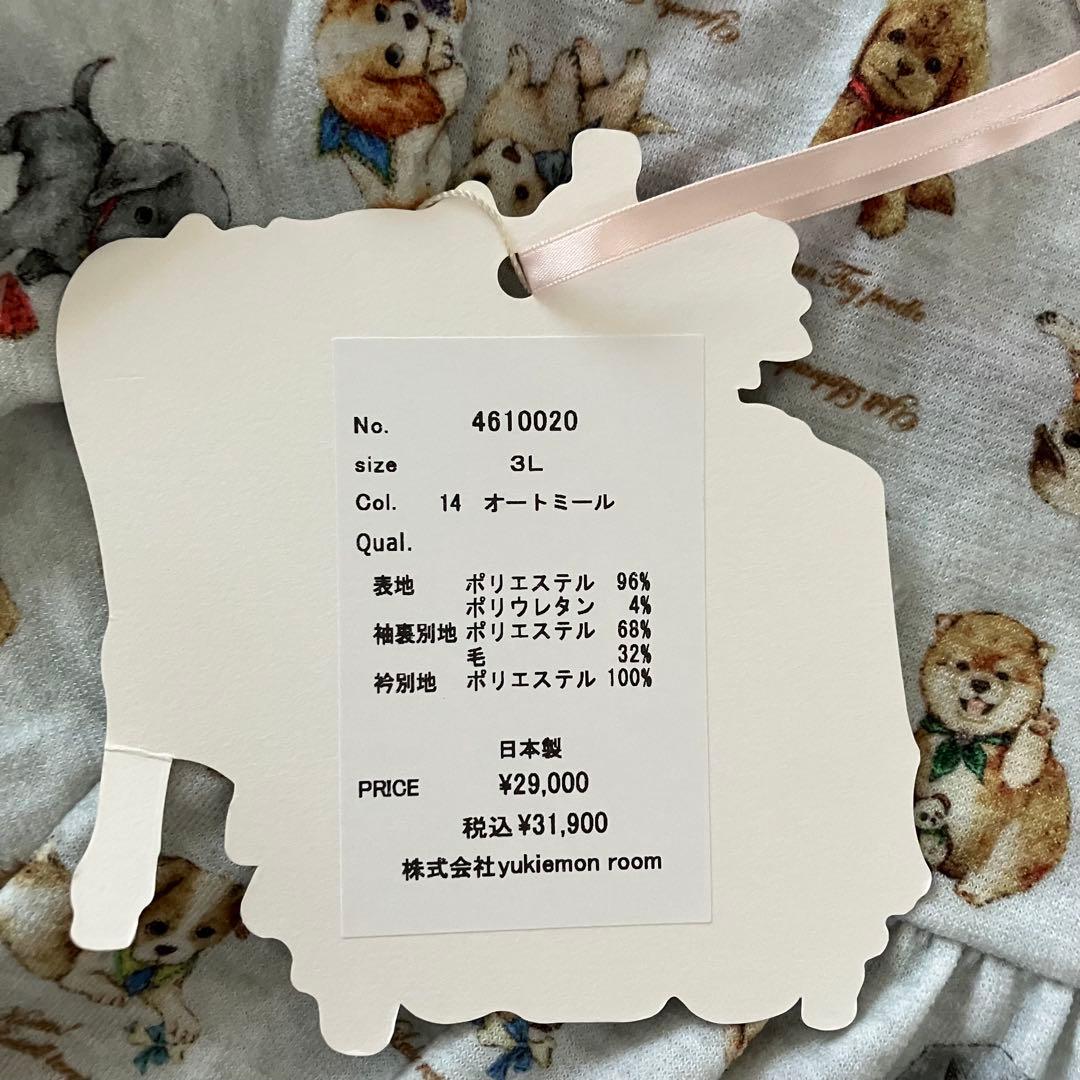 No. 4610020
size 3L
Col. 14 オートミール
Qual.
表地 ポリエステル 96%
ポリウレタン 4%
袖裏別地 ポリエステル 68%
毛 32%
衿別地 ポリエステル 100%
日本製
PRICE ¥29,000
税込¥31,900
株式会社yukiemon room
Toy poodle